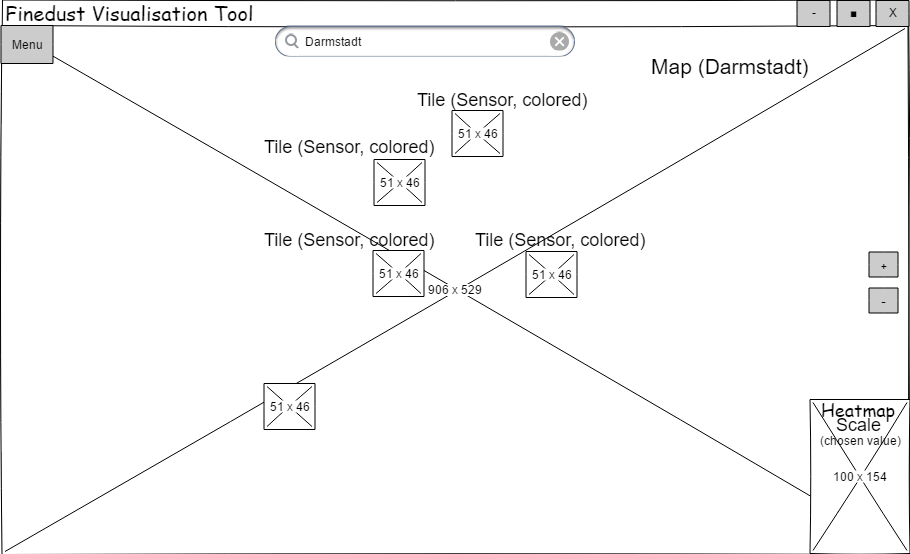 Finedust Visualisation Tool
- ■ X
Menu
Darmstadt
Map (Darmstadt)
Tile (Sensor, colored)
51 x 46
Tile (Sensor, colored)
51 x 46
Tile (Sensor, colored)
51 x 46
Tile (Sensor, colored)
51 x 46
906 x 529
+
-
51 x 46
Heatmap
Scale
(chosen value)
100 x 154